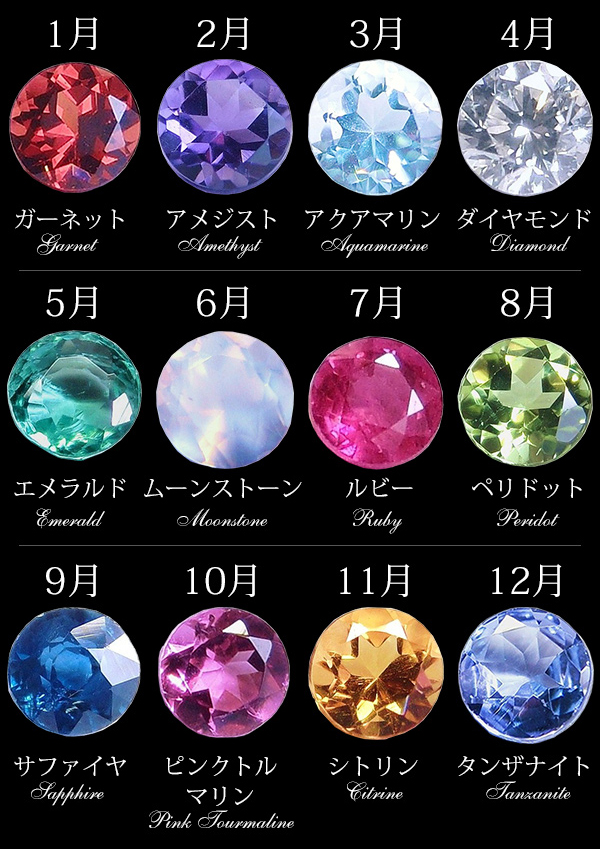 1月 2月 3月 4月
ガーネット アメジスト アクアマリン ダイヤモンド
Garnet Amethyst Aquamarine Diamond
5月 6月 7月 8月
エメラルド ムーンストーン ルビー ペリドット
Emerald Moonstone Ruby Peridot
9月 10月 11月 12月
サファイヤ ピンクトル シトリン タンザナイト
マリン
Sapphire Pink Tourmaline Citrine Tanzanite